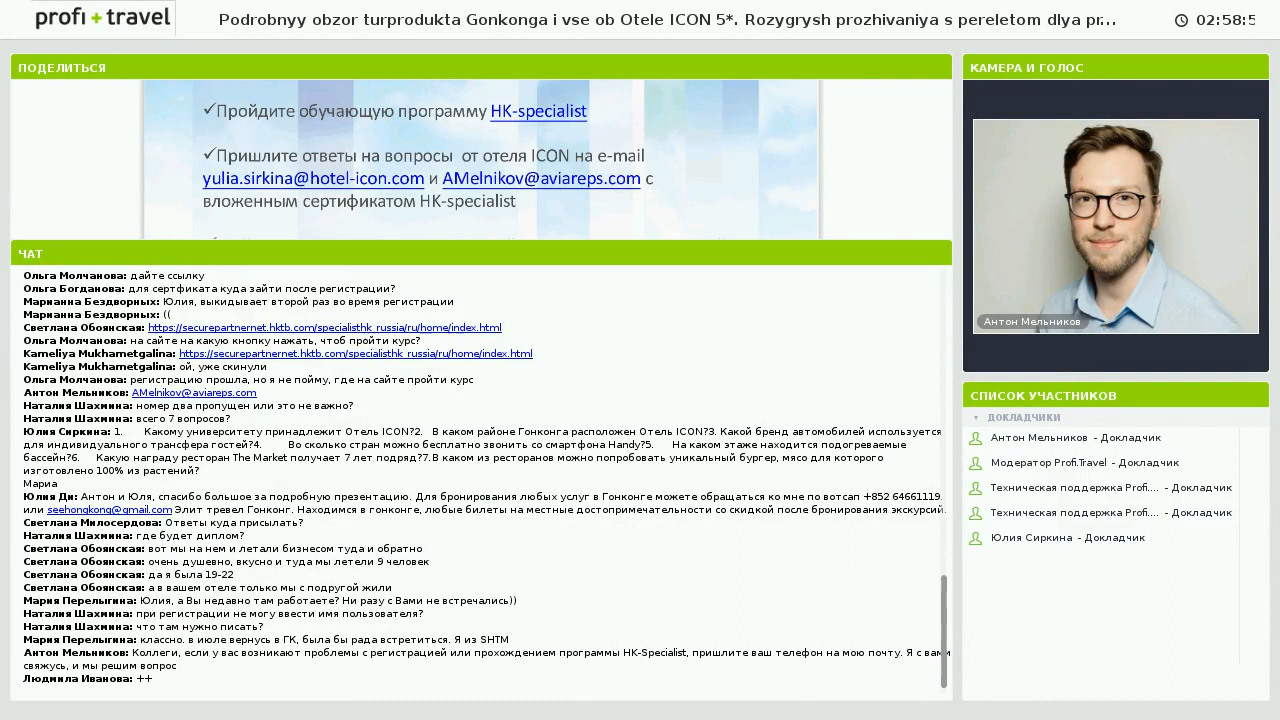 profi + travel
Podrobnyy obzor turprodukta Gonkonga i vse ob Otele ICON 5*. Rozygrysh prozhivaniya s pereletom dlya pr...
02:58:5
ПОДЕЛИТЬСЯ
✓Пройдите обучающую программу HK-specialist
✓Пришлите ответы на вопросы от отеля ICON на e-mail
yulia.sirkina@hotel-icon.com и AMelnikov@aviareps.com с
вложенным сертификатом HK-specialist
ЧАТ
Ольга Молчанова: дайте ссылку
Ольга Богданова: для сертфиката куда зайти после регистрации?
Марианна Бездворных: Юлия, выкидывает второй раз во время регистрации
Марианна Бездворных: ((
Светлана Обоянская: https://securepartnernet.hktb.com/specialisthk_russia/ru/home/index.html
Ольга Молчанова: на сайте на какую кнопку нажать, чтоб пройти курс?
Kameliya Mukhametgalina: https://securepartnernet.hktb.com/specialisthk_russia/ru/home/index.html
Kameliya Mukhametgalina: ой, уже скинули
Ольга Молчанова: регистрацию прошла, но я не пойму, где на сайте пройти курс
Антон Мельников: AMelnikov@aviareps.com
Наталия Шахмина: номер два пропущен или это не важно?
Наталия Шахмина: всего 7 вопросов?
Юлия Сиркина: 1. Какому университету принадлежит отель ICON?2. В каком районе Гонконга расположен Отель ICON?3. Какой бренд автомобилей используется
для индивидуального трансфера гостей?4. Во сколько стран можно бесплатно звонить со смартфона Handy?5. На каком этаже находится подогреваемые
бассейн?6. Какую награду ресторан The Market получает 7 лет подряд?7.В каком из ресторанов можно попробовать уникальный бургер, мясо для которого
изготовлено 100% из растений?
Мариа
Юлия Ди: Антон и Юля, спасибо большое за подробную презентацию. Для бронирования любых услуг в Гонконге можете обращаться ко мне по вотсап +852 64661119.
или seehongkong@gmail.com Элит тревел Гонконг. Находимся в гонконге, любые билеты на местные достопримечательности со скидкой после бронирования экскурсий.
Светлана Милосердова: Ответы куда присылать?
Наталия Шахмина: где будет диплом?
Светлана Обоянская: вот мы на нем и летали бизнесом туда и обратно
Светлана Обоянская: очень душевно, вкусно и туда мы летели 9 человек
Светлана Обоянская: да я была 19-22
Светлана Обоянская: а в вашем отеле только мы с подругой жили
Мария Перелыгина: Юлия, а Вы недавно там работаете? Ни разу с Вами не встречались))
Наталия Шахмина: при регистрации не могу ввести имя пользователя?
Наталия Шахмина: что там нужно писать?
Мария Перелыгина: классно. в июле вернусь в ГК, была бы рада встретиться. Я из SHTM
Антон Мельников: Коллеги, если у вас возникают проблемы с регистрацией или прохождением программы HK-Specialist, пришлите ваш телефон на мою почту. Я с вами
свяжусь, и мы решим вопрос
Людмила Иванова: ++
КАМЕРА И ГОЛОС
Антон Мельников
СПИСОК УЧАСТНИКОВ
ДОКЛАДЧИКИ
Антон Мельников - Докладчик
Модератор Profi.Travel - Докладчик
Техническая поддержка Profi.... - Докладчик
Техническая поддержка Profi.... - Докладчик
Юлия Сиркина - Докладчик